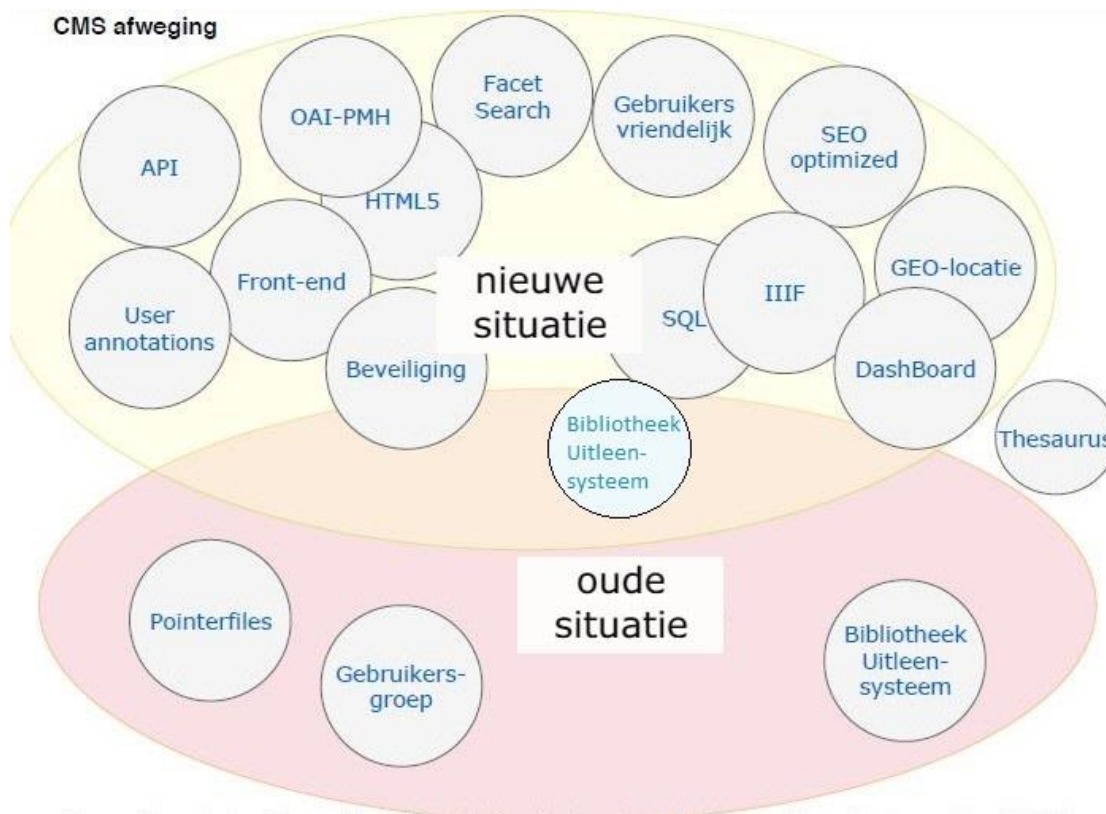 CMS afweging
Facet
Search
OAI-PMH
Gebruikers
vriendelijk
SEO
optimized
API
HTML5
GEO-locatie
Front-end
nieuwe
situatie
IIIF
SQL
User
annotations
Beveiliging
DashBoard
Bibliotheek
Uitleen-
systeem
Thesaurus
oude
situatie
Pointerfiles
Gebruikers-
groep
Bibliotheek
Uitleen-
systeem